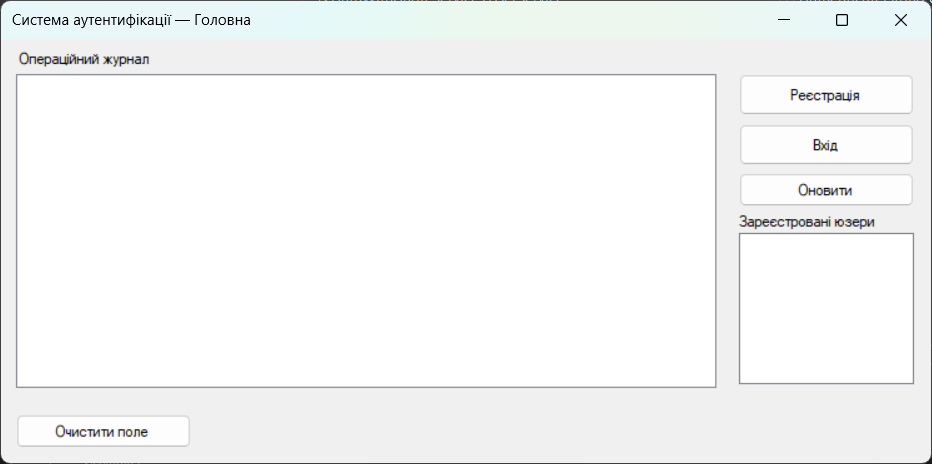 Система аутентифікації — Головна
Операційний журнал
Реєстрація
Вхід
Оновити
Зареєстровані юзери
Очистити поле